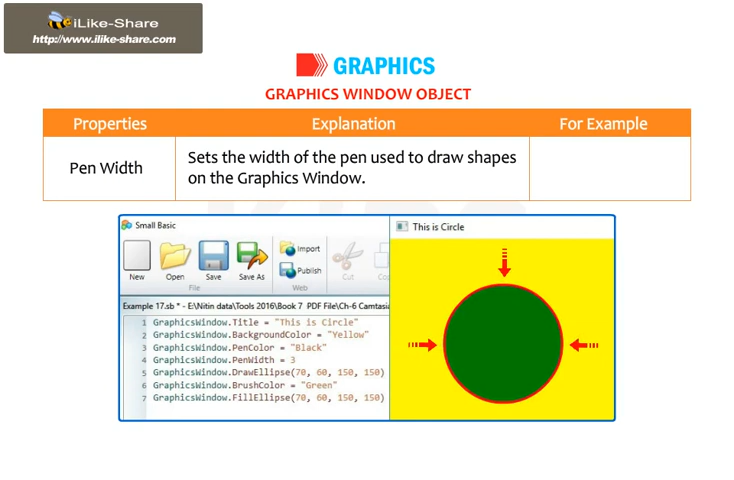 iLike-Share
http://www.ilike-share.com
GRAPHICS
GRAPHICS WINDOW OBJECT
Properties Explanation For Example
Pen Width
Sets the width of the pen used to draw shapes
on the Graphics Window.
Small Basic
New Open Save Save As Import
Publish
Cut
File Web
Example 17.sb * - E:\Nitin data\Tools 2016\Book 7 PDF File\Ch-6 Camtasia
1 GraphicsWindow.Title = "This is Circle"
2 GraphicsWindow.BackgroundColor = "Yellow"
3 GraphicsWindow.PenColor = "Black"
4 GraphicsWindow.PenWidth = 3
5 GraphicsWindow.DrawEllipse(70, 60, 150, 150)
6 GraphicsWindow.BrushColor = "Green"
7 GraphicsWindow.FillEllipse(70, 60, 150, 150)
This is Circle